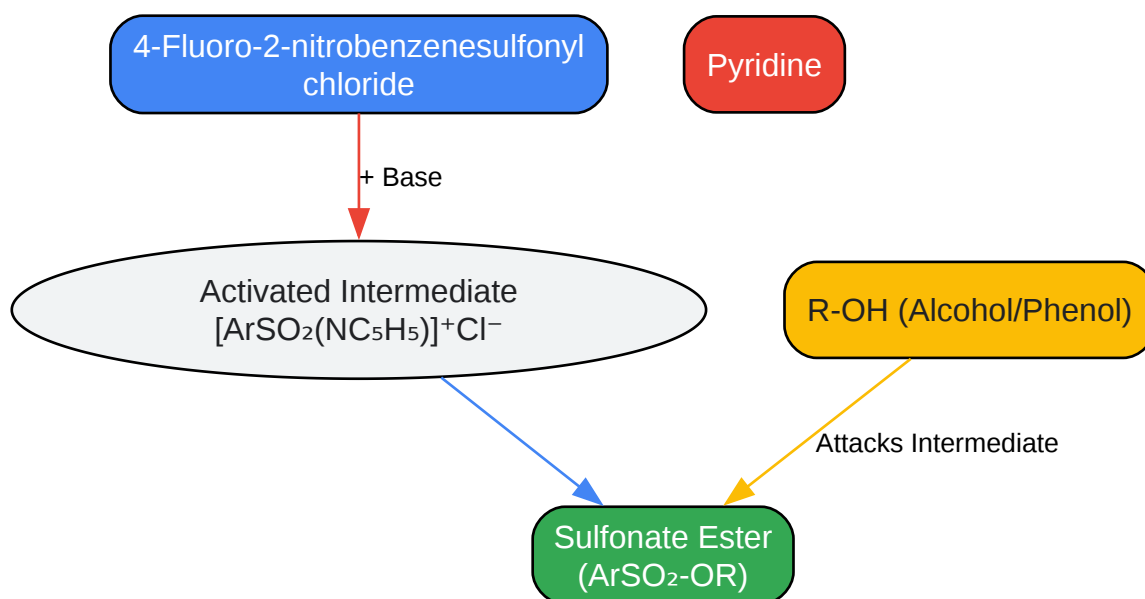 4-Fluoro-2-nitrobenzenesulfonyl
chloride
Pyridine
+ Base
Activated Intermediate
[ArSO₂(NC₅H₅)]⁺Cl⁻
R-OH (Alcohol/Phenol)
Attacks Intermediate
Sulfonate Ester
(ArSO₂-OR)